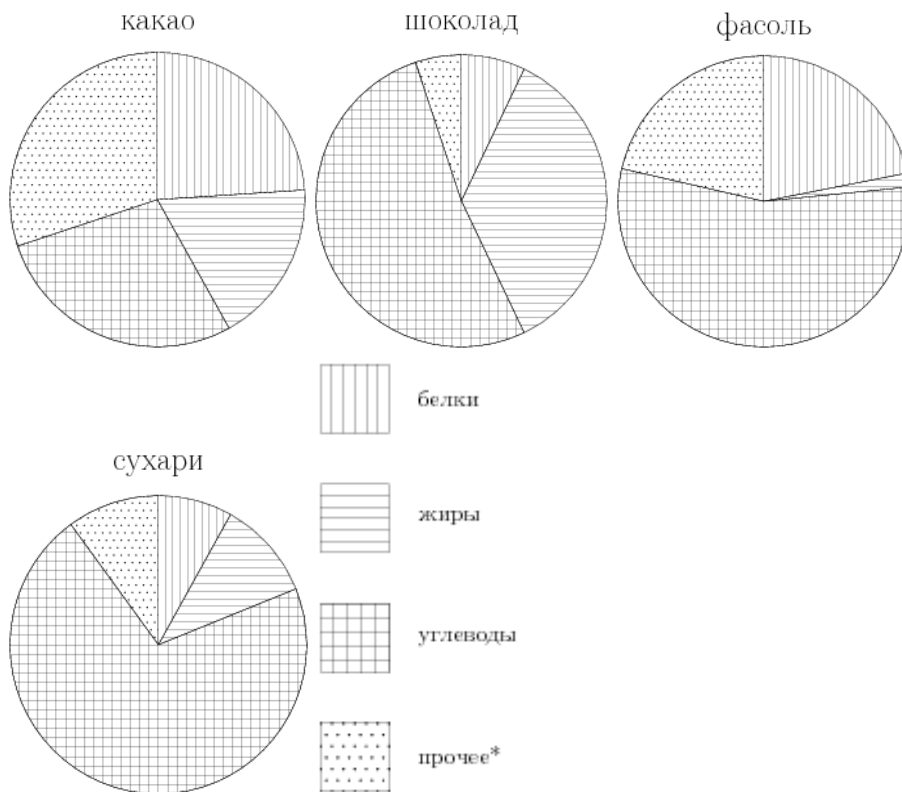 какао
шоколад
фасоль
белки
сухари
жиры
углеводы
прочее*